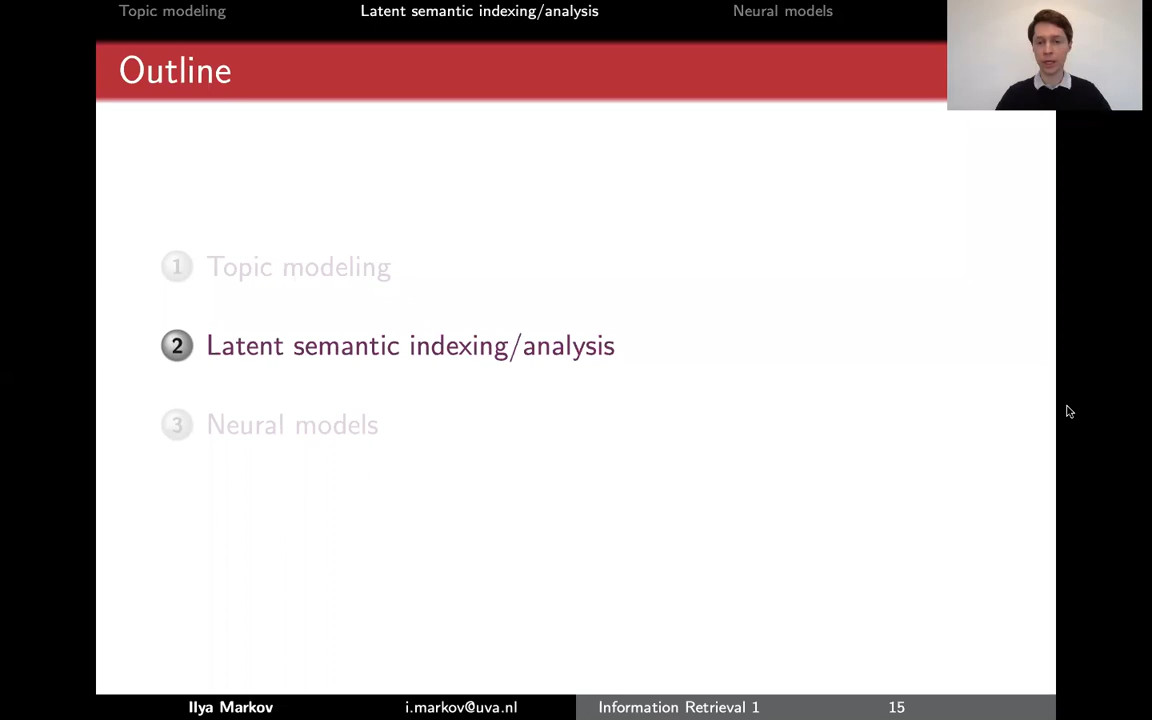 Topic modeling Latent semantic indexing/analysis Neural models
Outline
1 Topic modeling
2 Latent semantic indexing/analysis
3 Neural models
Ilya Markov i.markov@uva.nl Information Retrieval 1 15